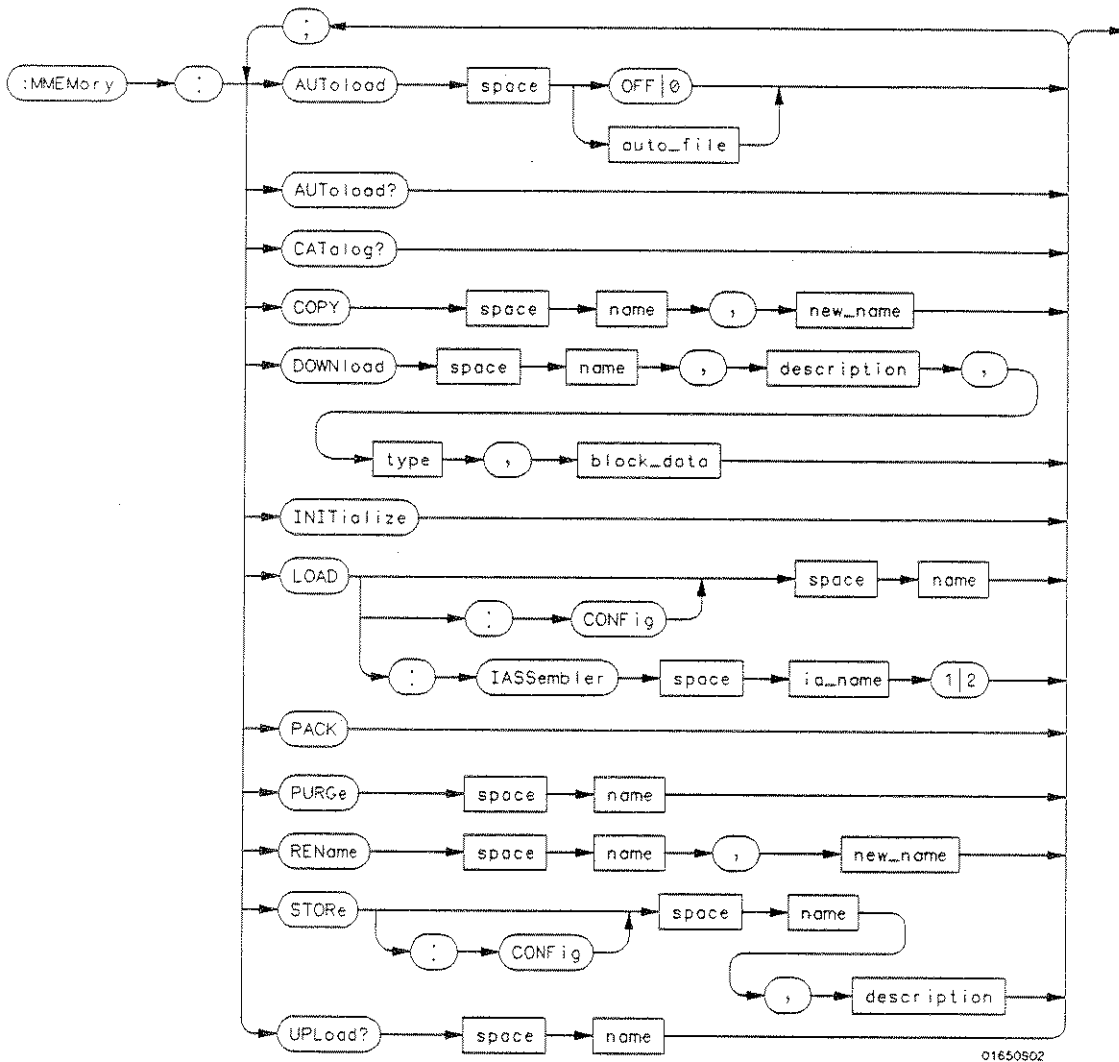 ;
:MMEMory : AUToload space OFF|0
auto_file
AUToload?
CATalog?
COPY space name , new_name
DOWNload space name , description ,
type , block_data
INITialize
LOAD space name
: CONFig
: IASSembler space ia_name 1|2
PACK
PURGe space name
REName space name , new_name
STORe space name
: CONFig
, description
UPLoad? space name
01650S02